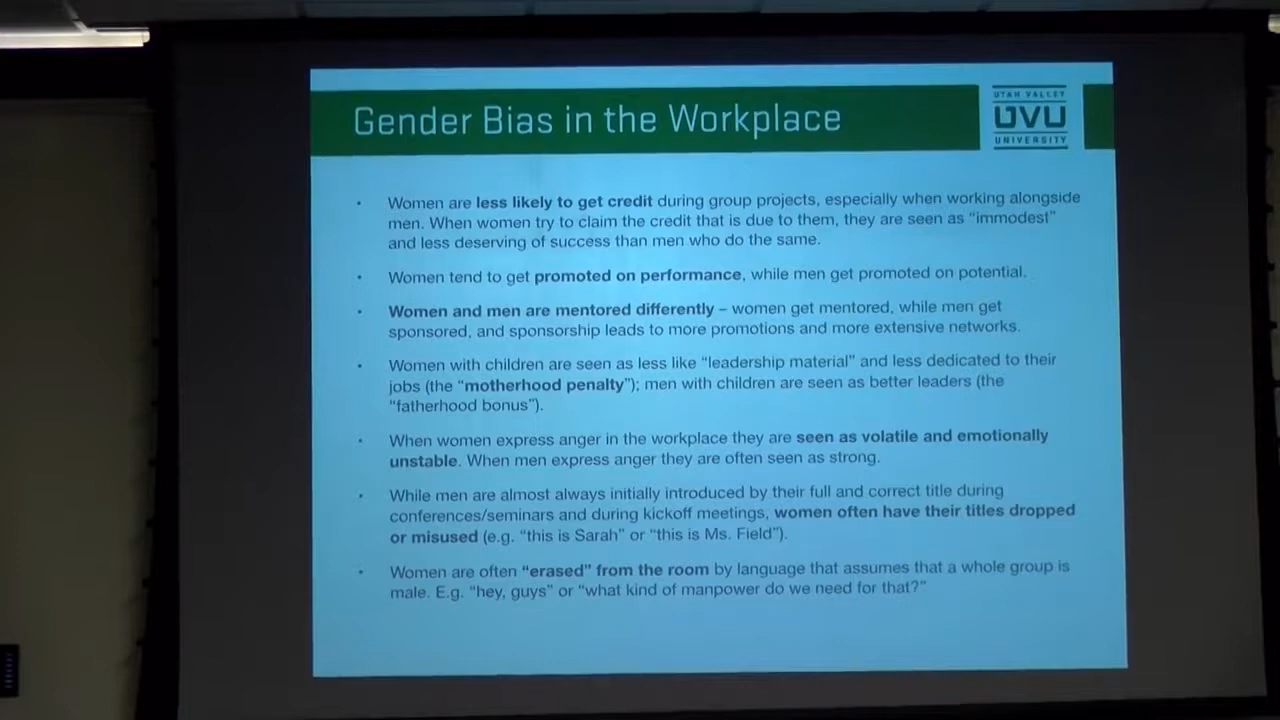 Gender Bias in the Workplace
UTAH VALLEY
UVU
UNIVERSITY
• Women are less likely to get credit during group projects, especially when working alongside
men. When women try to claim the credit that is due to them, they are seen as “immodest”
and less deserving of success than men who do the same.
• Women tend to get promoted on performance, while men get promoted on potential.
• Women and men are mentored differently – women get mentored, while men get
sponsored, and sponsorship leads to more promotions and more extensive networks.
• Women with children are seen as less like “leadership material” and less dedicated to their
jobs (the “motherhood penalty”); men with children are seen as better leaders (the
“fatherhood bonus”).
• When women express anger in the workplace they are seen as volatile and emotionally
unstable. When men express anger they are often seen as strong.
• While men are almost always initially introduced by their full and correct title during
conferences/seminars and during kickoff meetings, women often have their titles dropped
or misused (e.g. “this is Sarah” or “this is Ms. Field”).
• Women are often “erased” from the room by language that assumes that a whole group is
male. E.g. “hey, guys” or “what kind of manpower do we need for that?”